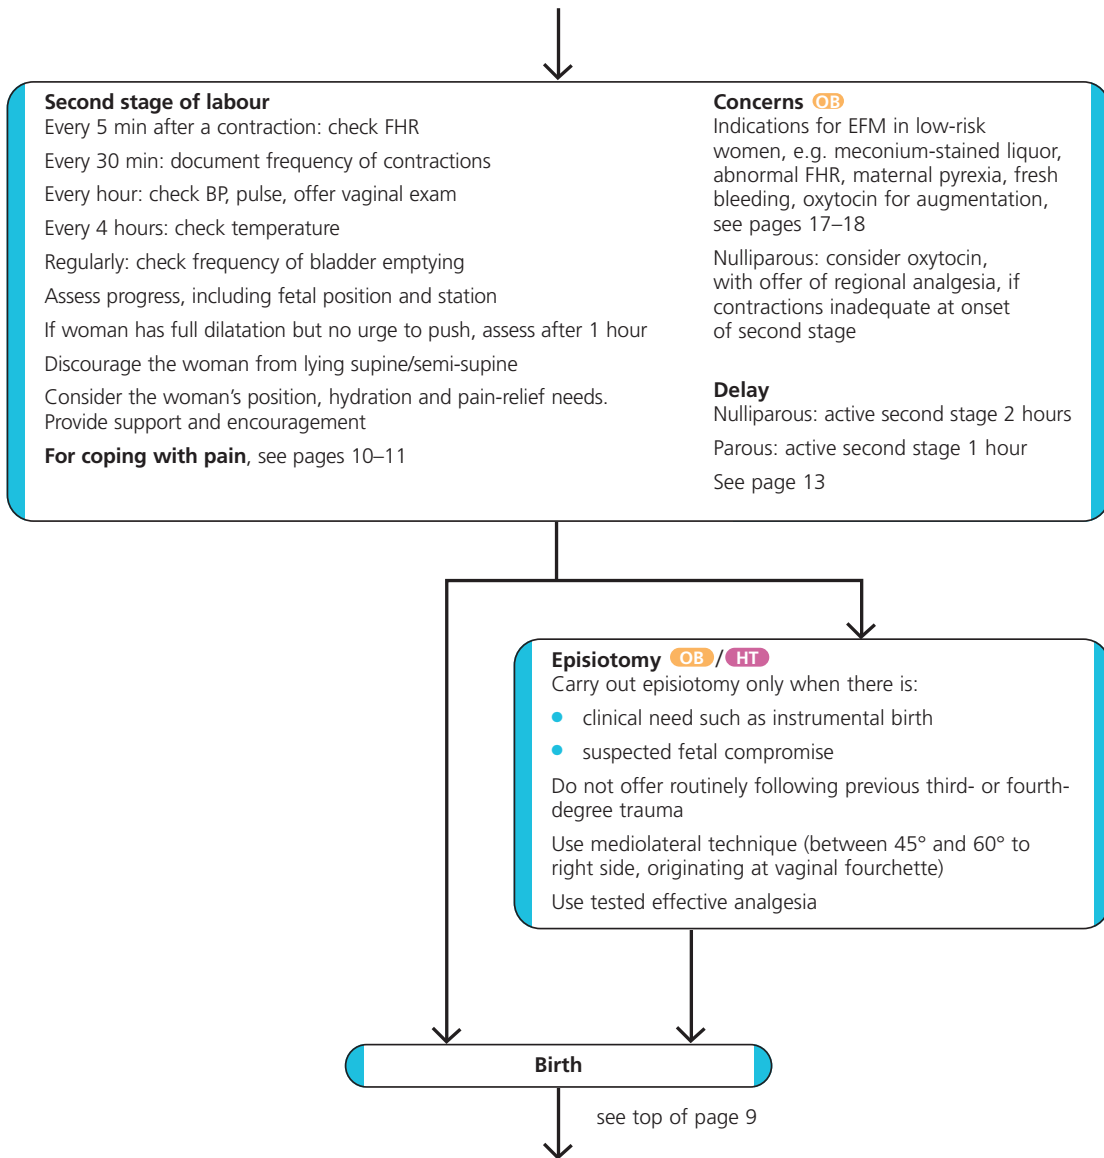 Second stage of labour
Every 5 min after a contraction: check FHR
Every 30 min: document frequency of contractions
Every hour: check BP, pulse, offer vaginal exam
Every 4 hours: check temperature
Regularly: check frequency of bladder emptying
Assess progress, including fetal position and station
If woman has full dilatation but no urge to push, assess after 1 hour
Discourage the woman from lying supine/semi-supine
Consider the woman’s position, hydration and pain-relief needs.
Provide support and encouragement
For coping with pain, see pages 10–11
Concerns OB
Indications for EFM in low-risk
women, e.g. meconium-stained liquor,
abnormal FHR, maternal pyrexia, fresh
bleeding, oxytocin for augmentation,
see pages 17–18
Nulliparous: consider oxytocin,
with offer of regional analgesia, if
contractions inadequate at onset
of second stage
Delay
Nulliparous: active second stage 2 hours
Parous: active second stage 1 hour
See page 13
Episiotomy OB / HT
Carry out episiotomy only when there is:
• clinical need such as instrumental birth
• suspected fetal compromise
Do not offer routinely following previous third- or fourth-
degree trauma
Use mediolateral technique (between 45° and 60° to
right side, originating at vaginal fourchette)
Use tested effective analgesia
Birth
see top of page 9